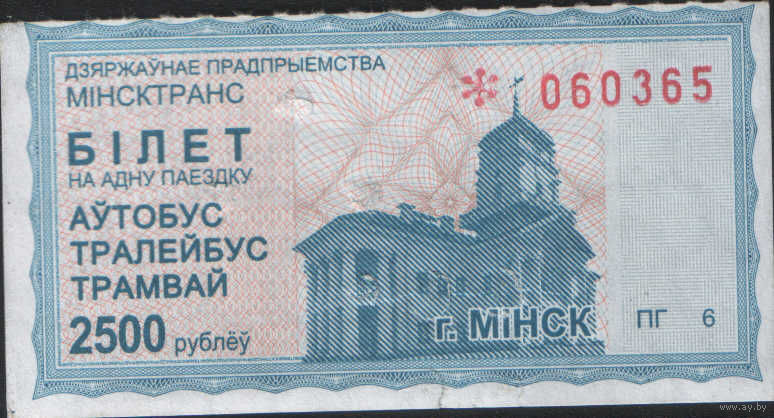 ДЗЯРЖАЎНАЕ ПРАДПРЫЕМСТВА
МІНСКТРАНС
060365
БІЛЕТ
НА АДНУ ПАЕЗДКУ
АЎТОБУС
ТРАЛЕЙБУС
ТРАМВАЙ
2500 рублёў
г. МіНСК
ПГ 6
www.ay.by